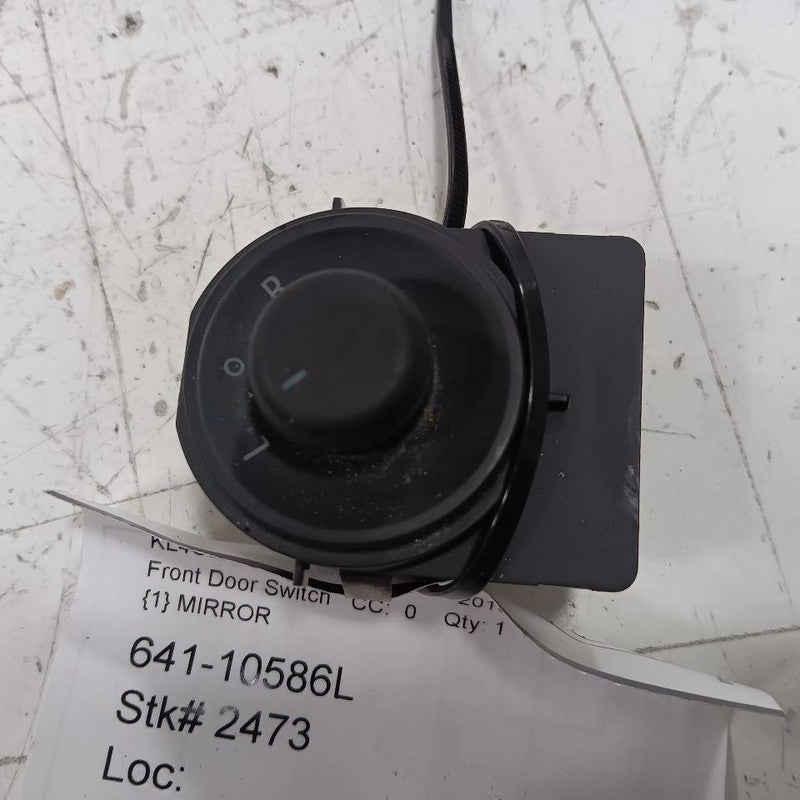 R
O
L
Front Door Switch CC: 0 Qty: 1
{1} MIRROR
641-10586L
Stk# 2473
Loc: